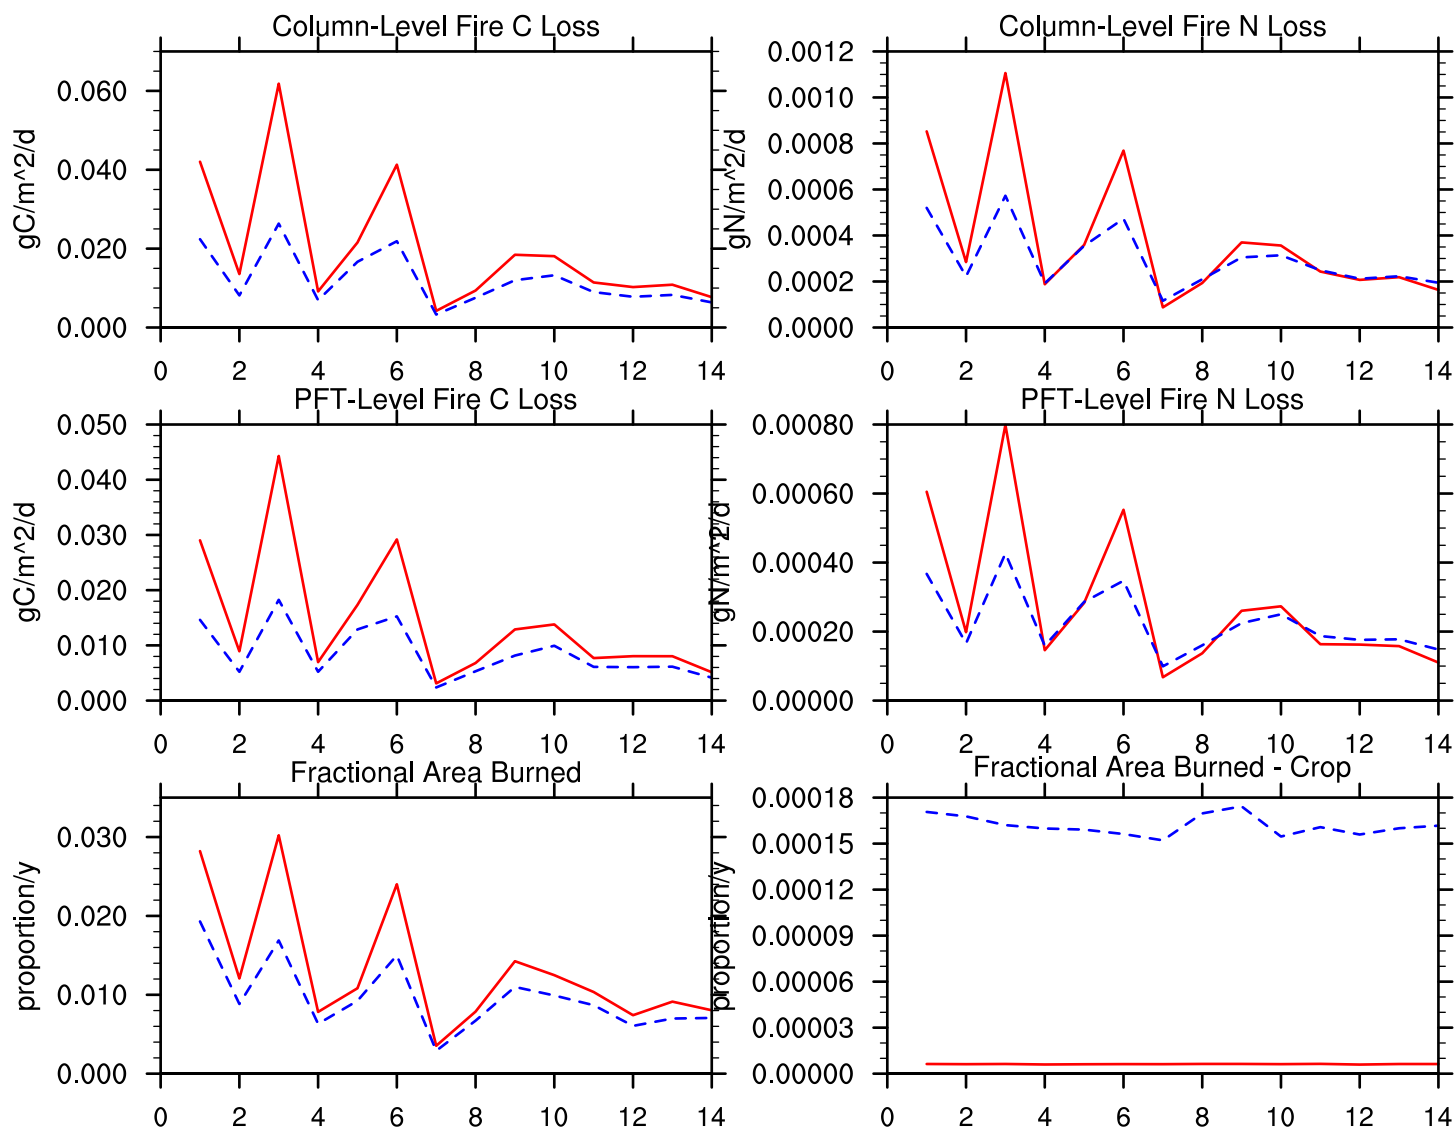 Column-Level Fire C Loss
gC/m^2/d
0.060
0.040
0.020
0.000
0 2 4 6 8 10 12 14
Column-Level Fire N Loss
gN/m^2/d
0.0012
0.0010
0.0008
0.0006
0.0004
0.0002
0.0000
0 2 4 6 8 10 12 14
PFT-Level Fire C Loss
gC/m^2/d
0.050
0.040
0.030
0.020
0.010
0.000
0 2 4 6 8 10 12 14
PFT-Level Fire N Loss
gN/m^2/d
0.00080
0.00060
0.00040
0.00020
0.00000
0 2 4 6 8 10 12 14
Fractional Area Burned
proportion/y
0.030
0.020
0.010
0.000
0 2 4 6 8 10 12 14
Fractional Area Burned - Crop
proportion/y
0.00018
0.00015
0.00012
0.00009
0.00006
0.00003
0.00000
0 2 4 6 8 10 12 14